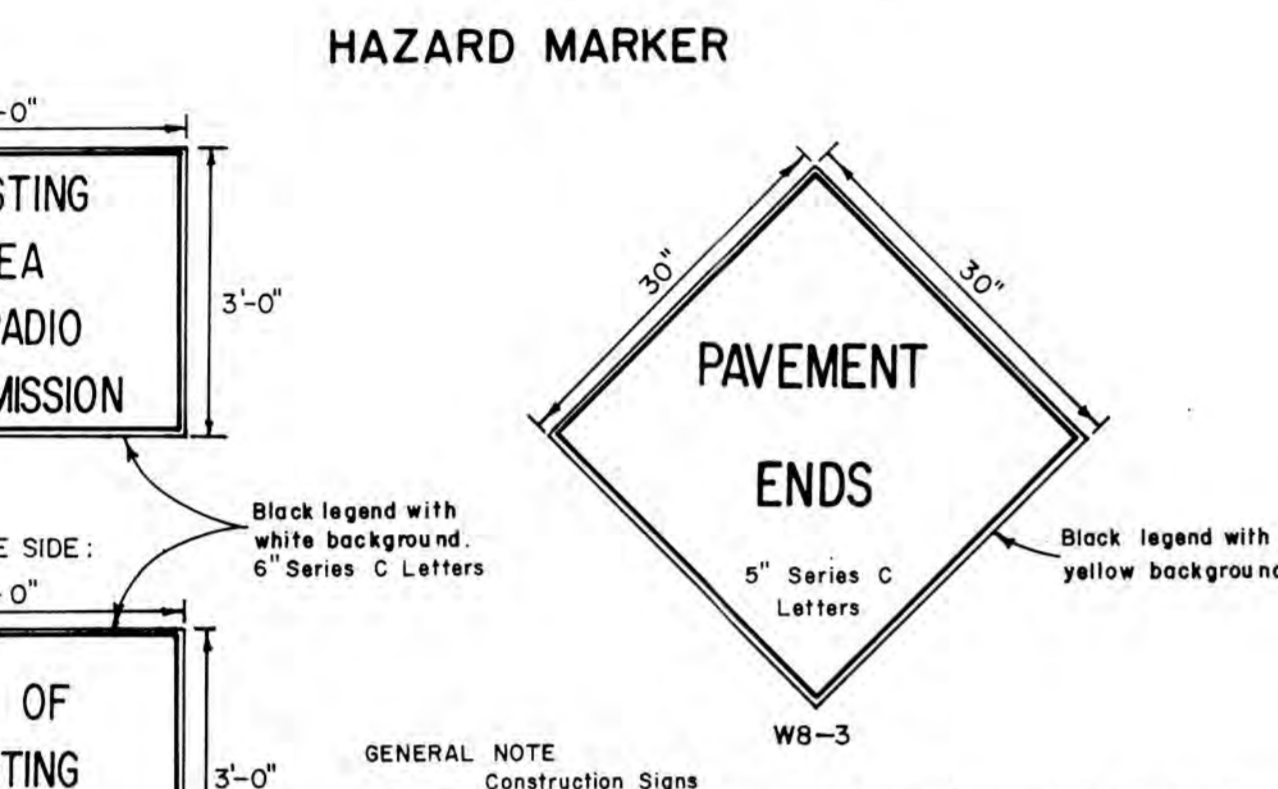 HAZARD MARKER
-0"
STING
EA
RADIO
MISSION
3'-0"
Black legend with
white background.
6" Series C Letters
E SIDE:
-0"
OF
TING
3'-0"
30"
30"
PAVEMENT
ENDS
5" Series C
Letters
Black legend with
yellow background
W8-3
GENERAL NOTE
Construction Signs